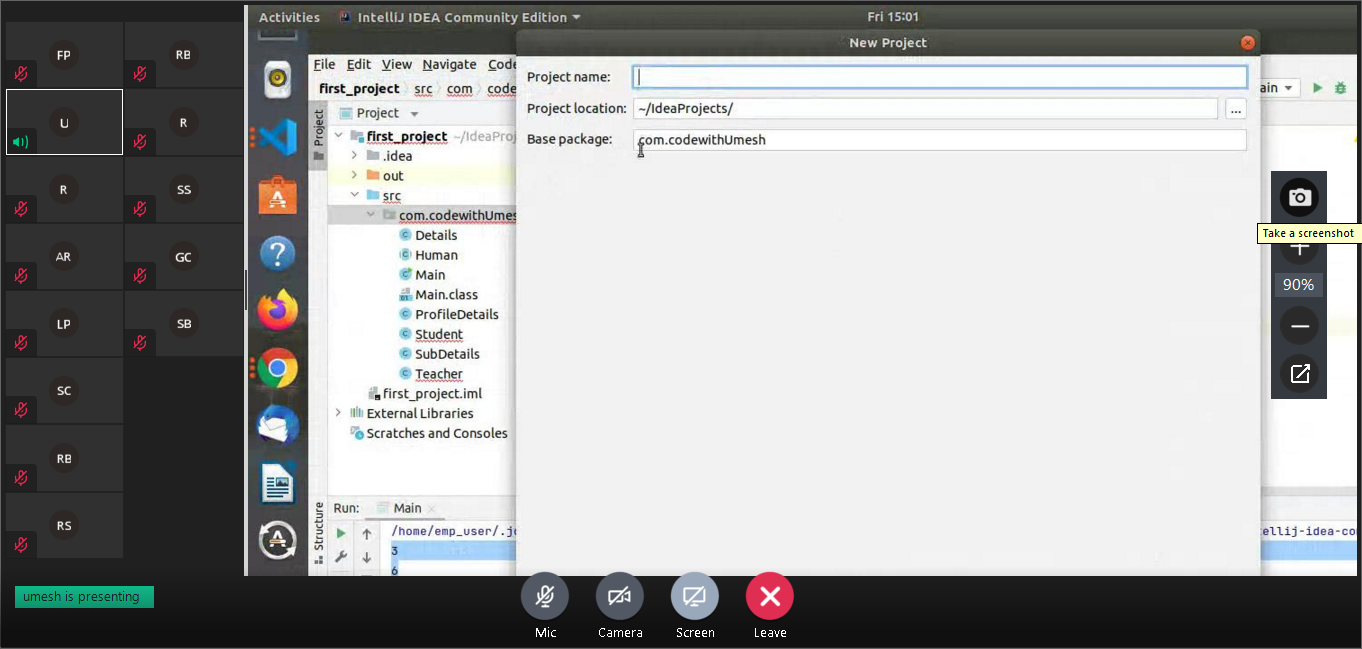 Activities
IntelliJ IDEA Community Edition
Fri 15:01
FP
RB
U
R
R
SS
AR
GC
LP
SB
SC
RB
RS
umesh is presenting
New Project
Project name:
Project location:
~/IdeaProjects/
...
Base package:
com.codewithUmesh
File Edit View Navigate Code
first_project src com code
ain
Project
Project
first_project ~/IdeaProj
.idea
out
src
com.codewithUmes
Details
Human
Main
Main.class
ProfileDetails
Student
SubDetails
Teacher
first_project.iml
External Libraries
Scratches and Consoles
Structure
Run: Main
/home/emp_user/.jd
tellij-idea-co
3
6
Take a screenshot
90%
Mic
Camera
Screen
Leave